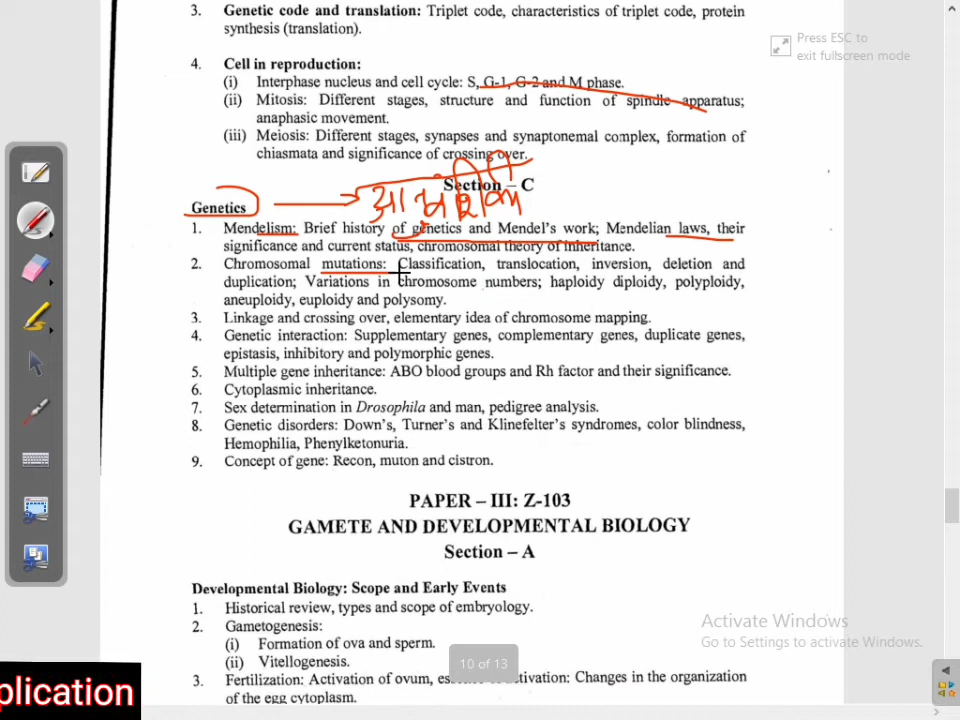 3. Genetic code and translation: Triplet code, characteristics of triplet code, protein
synthesis (translation).
Press ESC to
exit fullscreen mode
4. Cell in reproduction:
(i) Interphase nucleus and cell cycle: S, G-1, G-2 and M phase.
(ii) Mitosis: Different stages, structure and function of spindle apparatus;
anaphasic movement.
(iii) Meiosis: Different stages, synapses and synaptonemal complex, formation of
chiasmata and significance of crossing over.
Section – C
Genetics
1. Mendelism: Brief history of genetics and Mendel's work; Mendelian laws, their
significance and current status, chromosomal theory of inheritance.
2. Chromosomal mutations: Classification, translocation, inversion, deletion and
duplication; Variations in chromosome numbers; haploidy diploidy, polyploidy,
aneuploidy, euploidy and polysomy.
3. Linkage and crossing over, elementary idea of chromosome mapping.
4. Genetic interaction: Supplementary genes, complementary genes, duplicate genes,
epistasis, inhibitory and polymorphic genes.
5. Multiple gene inheritance: ABO blood groups and Rh factor and their significance.
6. Cytoplasmic inheritance.
7. Sex determination in Drosophila and man, pedigree analysis.
8. Genetic disorders: Down's, Turner's and Klinefelter's syndromes, color blindness,
Hemophilia, Phenylketonuria.
9. Concept of gene: Recon, muton and cistron.
PAPER – III: Z-103
GAMETE AND DEVELOPMENTAL BIOLOGY
Section – A
Developmental Biology: Scope and Early Events
1. Historical review, types and scope of embryology.
2. Gametogenesis:
(i) Formation of ova and sperm.
(ii) Vitellogenesis.
3. Fertilization: Activation of ovum, Changes in the organization
of the egg cytoplasm.
10 of 13
Activate Windows
Go to Settings to activate Windows.
plication